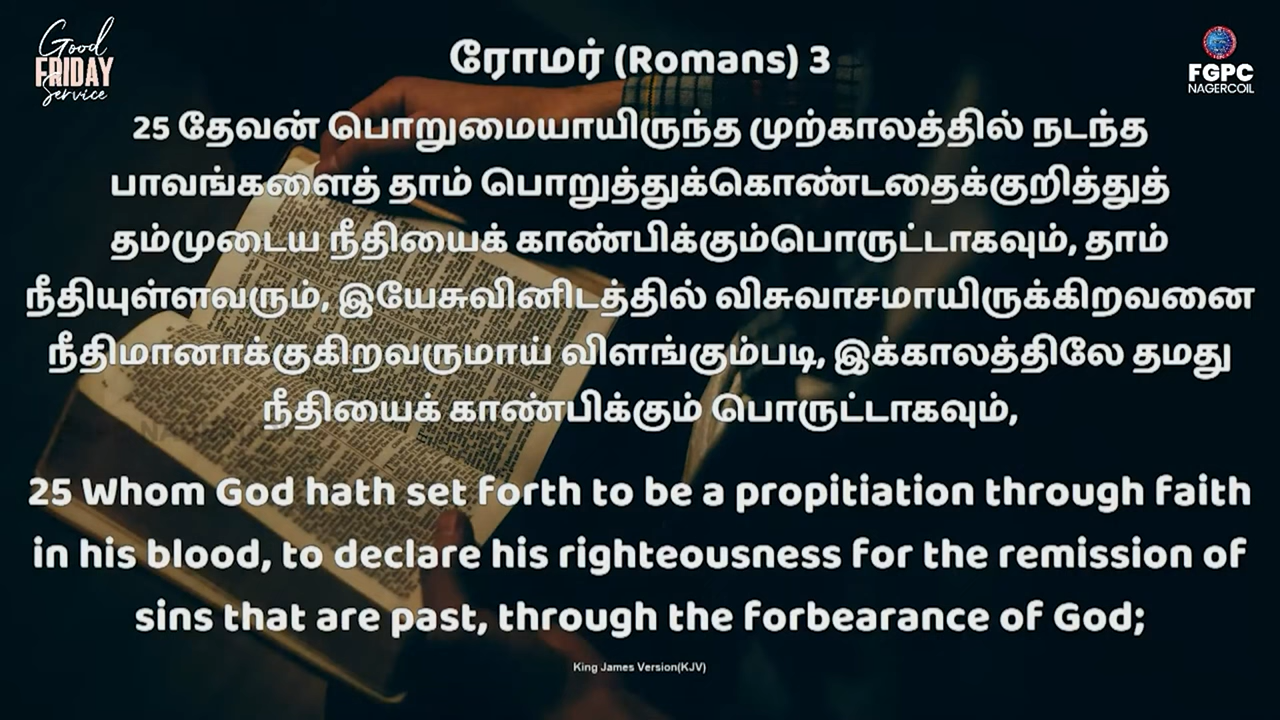 Good
FRIDAY
Service
FGPC
NAGERCOIL
ரோமர் (Romans) 3
25 தேவன் பொறுமையாயிருந்த முற்காலத்தில் நடந்த
பாவங்களைத் தாம் பொறுத்துக்கொண்டதைக்குறித்துத்
தம்முடைய நீதியைக் காண்பிக்கும்பொருட்டாகவும், தாம்
நீதியுள்ளவரும், இயேசுவினிடத்தில் விசுவாசமாயிருக்கிறவனை
நீதிமானாக்குகிறவருமாய் விளங்கும்படி, இக்காலத்திலே தமது
நீதியைக் காண்பிக்கும் பொருட்டாகவும்,
25 Whom God hath set forth to be a propitiation through faith
in his blood, to declare his righteousness for the remission of
sins that are past, through the forbearance of God;
King James Version(KJV)